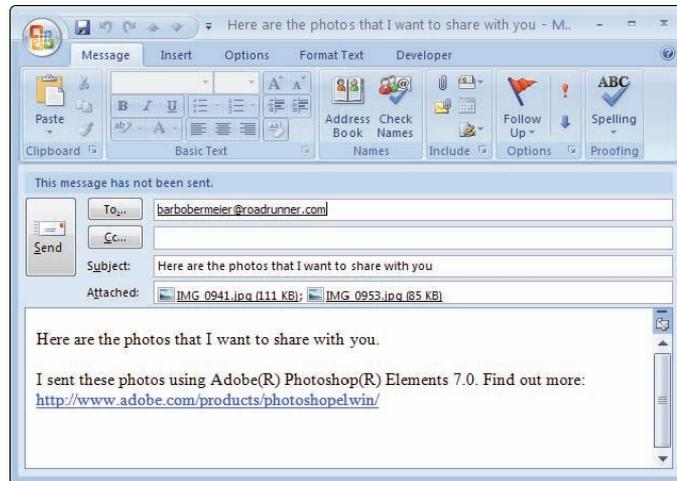 Here are the photos that I want to share with you - M..
Message Insert Options Format Text Developer
Paste
B I U
ab A
A A
Address Book
Check Names
Follow Up
ABC
Spelling
Clipboard Basic Text Names Include Options Proofing
This message has not been sent.
Send
To... barbobermeier@roadrunner.com
Cc...
Subject: Here are the photos that I want to share with you
Attached: IMG_0941.jpg (111 KB); IMG_0953.jpg (85 KB)
Here are the photos that I want to share with you.
I sent these photos using Adobe(R) Photoshop(R) Elements 7.0. Find out more:
http://www.adobe.com/products/photoshopelwin/